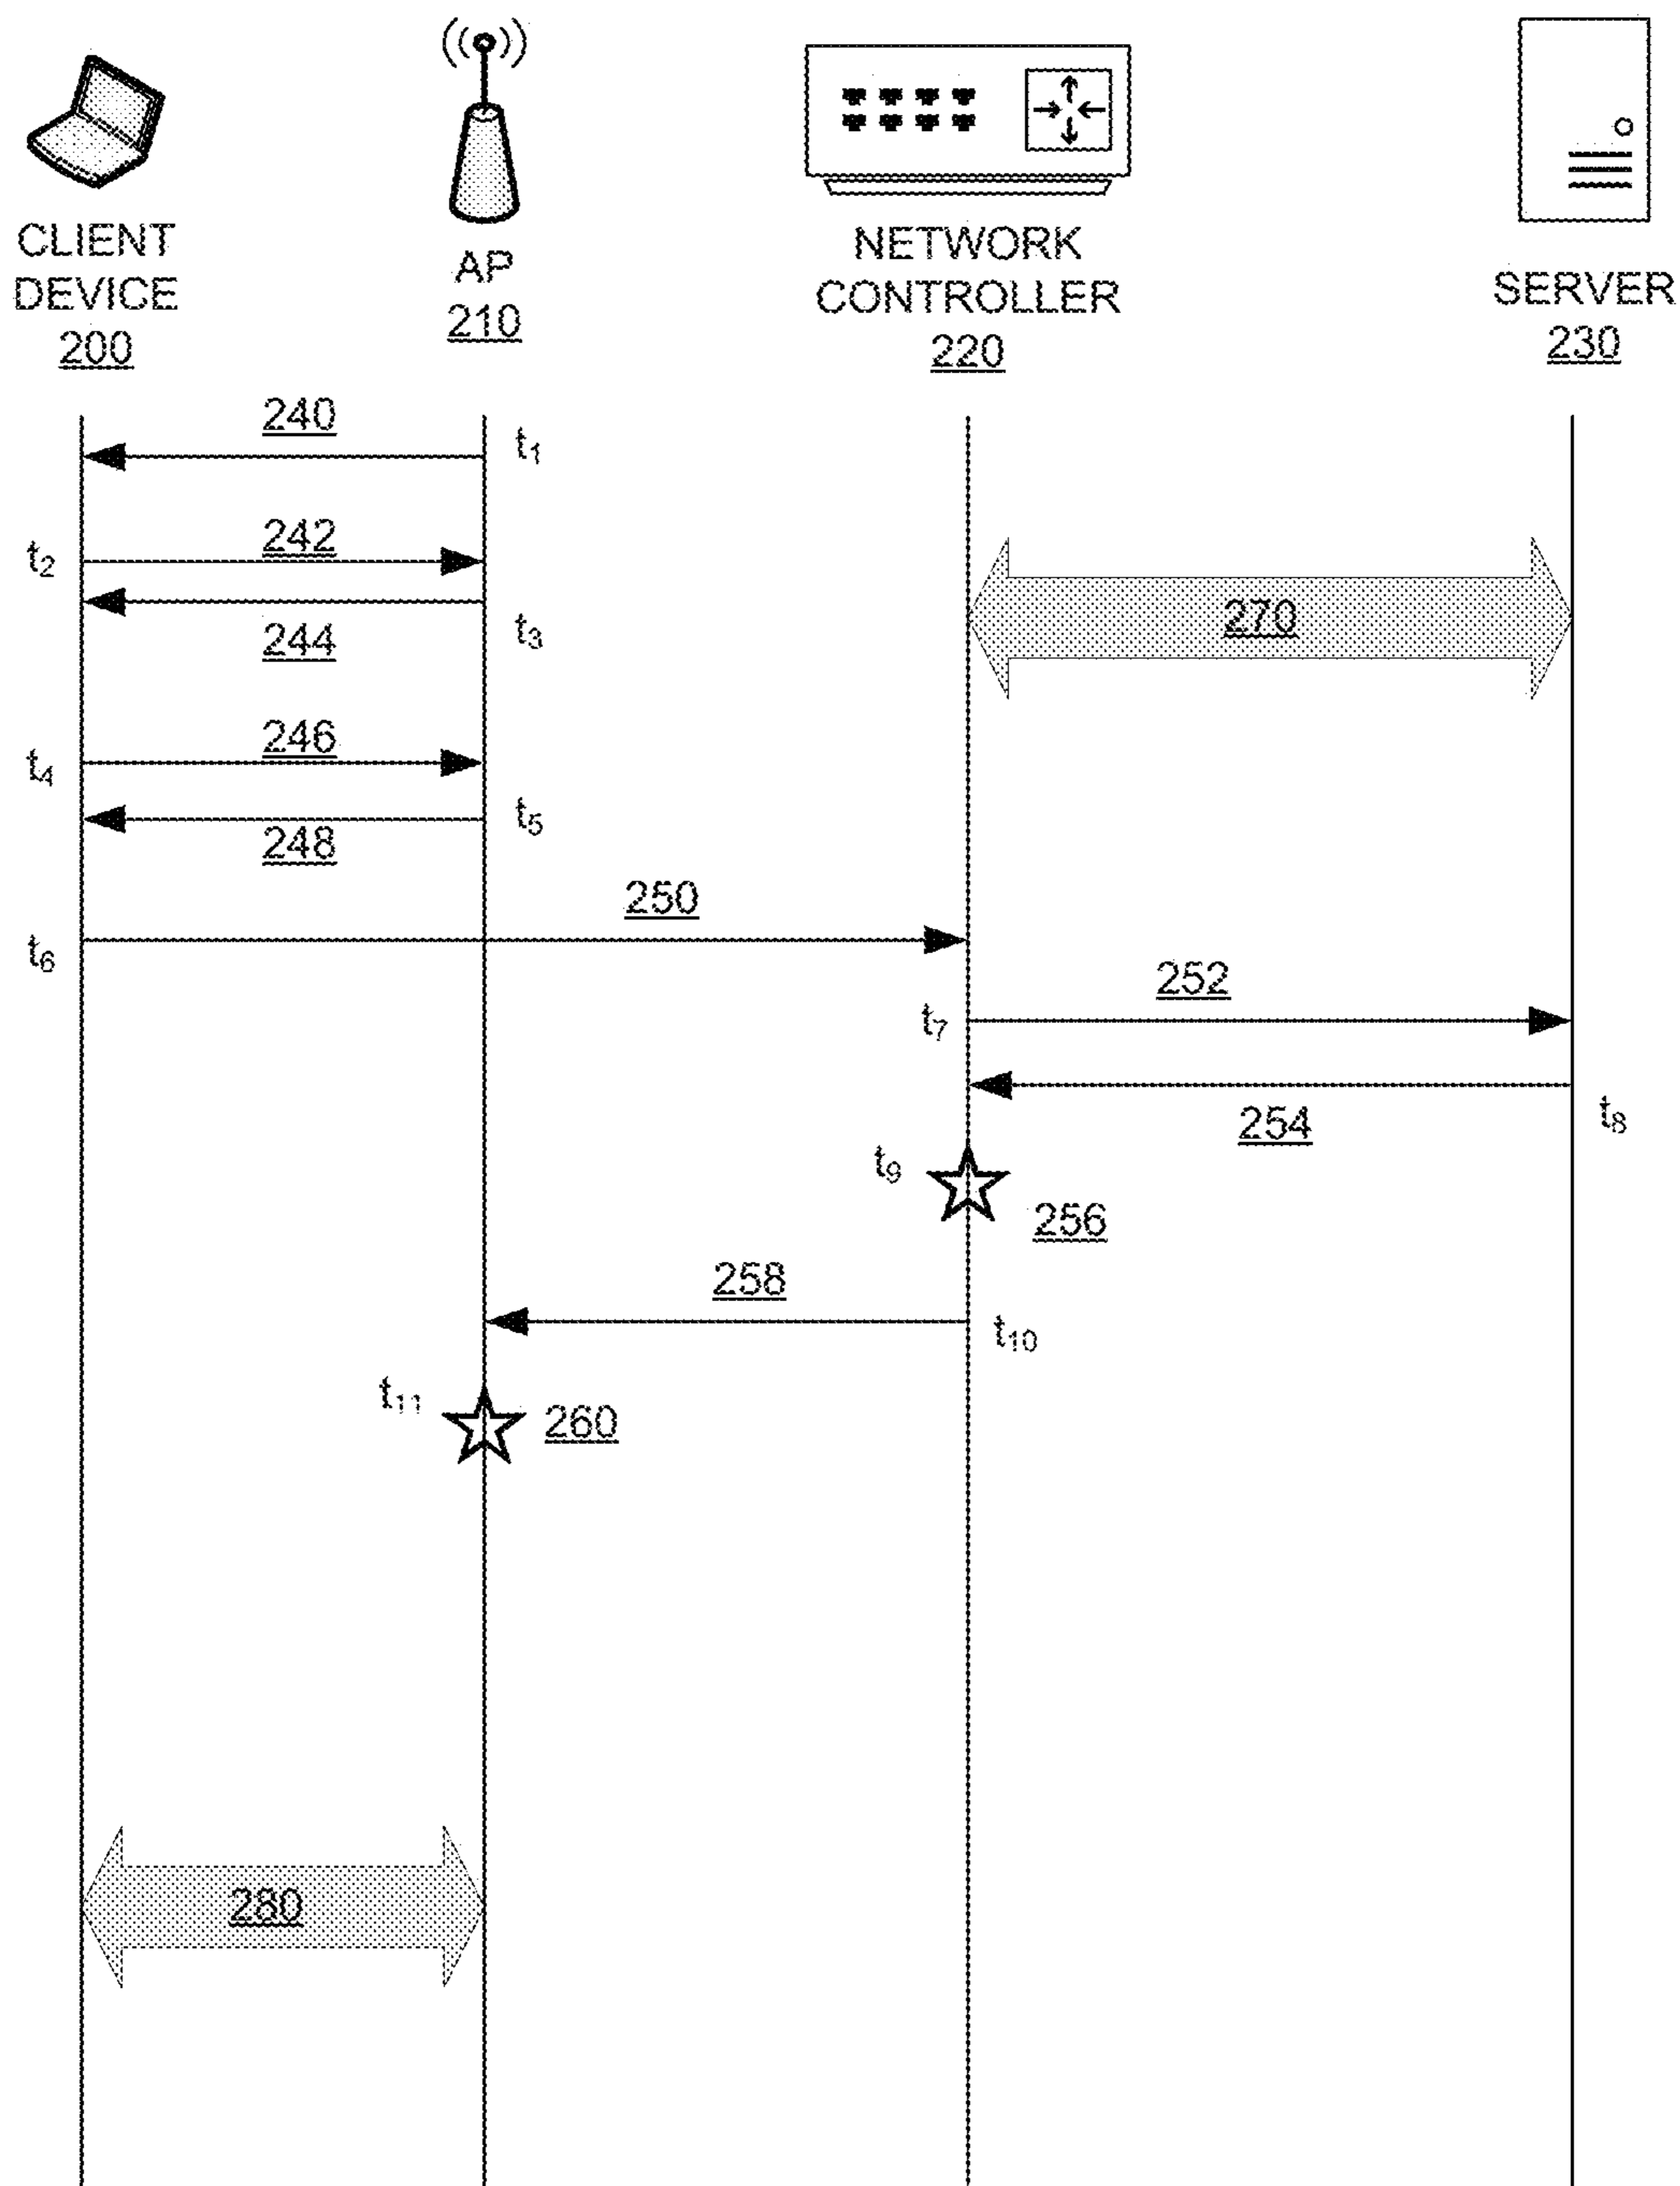 CLIENT
DEVICE
200
AP
210
NETWORK
CONTROLLER
220
SERVER
230
240
t1
242
t2
270
244
t3
246
t4
t5
248
250
t6
252
t7
254
t8
t9
256
258
t10
t11
260
280